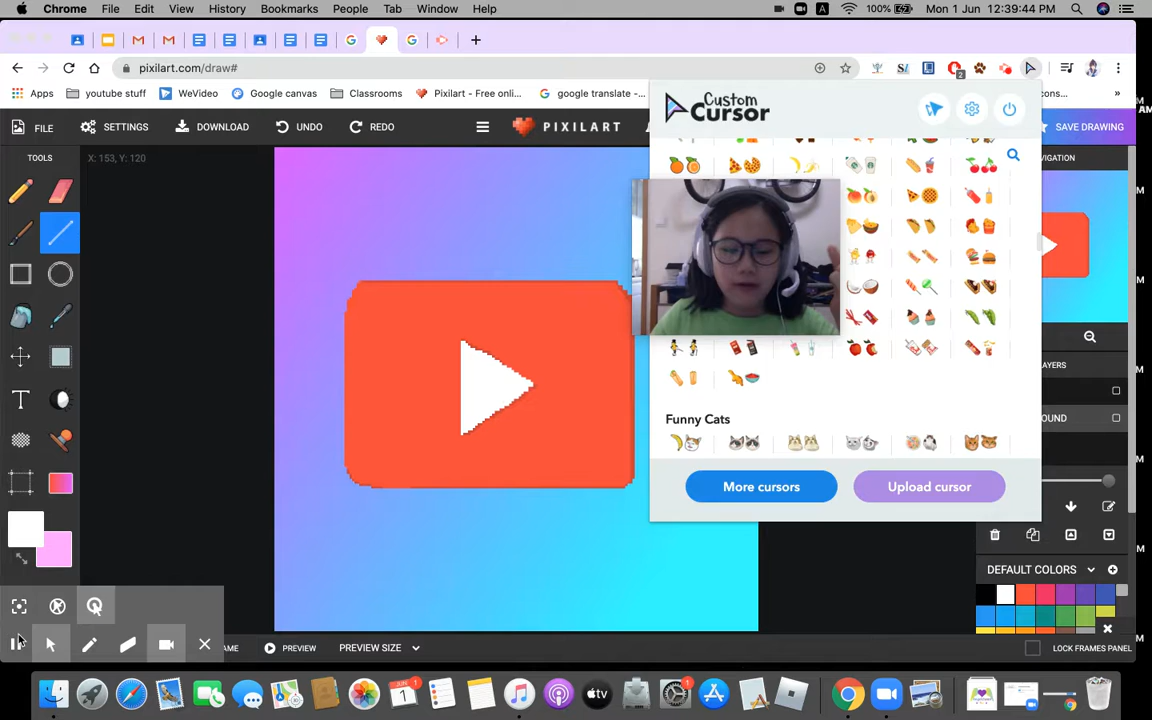 Chrome File Edit View History Bookmarks People Tab Window Help
A 100% Mon 1 Jun 12:39:44 PM
pixilart.com/draw#
2
Apps youtube stuff WeVideo Google canvas Classrooms Pixilart - Free onli... google translate -...
FILE SETTINGS DOWNLOAD UNDO REDO PIXILART SAVE DRAWING
Custom
Cursor
TOOLS
X: 153, Y: 120
T
Funny Cats
More cursors Upload cursor
DEFAULT COLORS
PREVIEW PREVIEW SIZE LOCK FRAMES PANEL